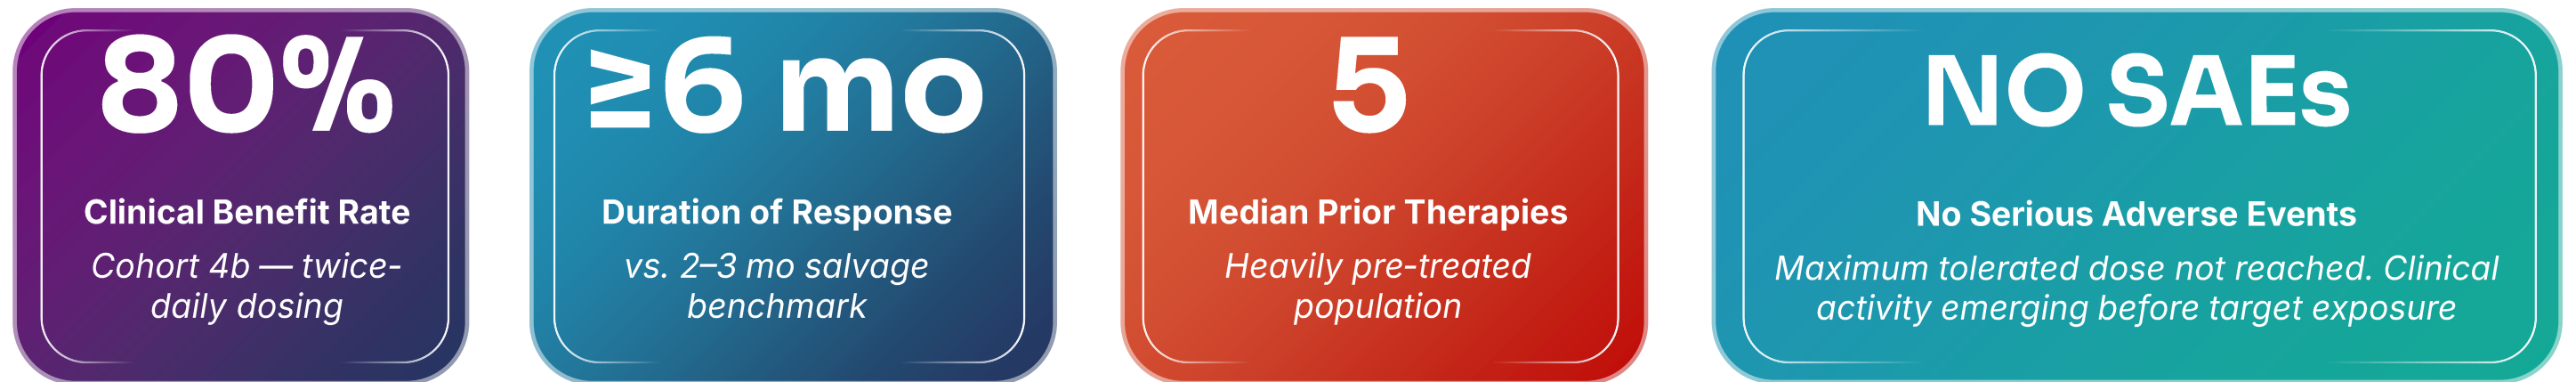 80%
Clinical Benefit Rate
Cohort 4b — twice-
daily dosing
≥6 mo
Duration of Response
vs. 2–3 mo salvage
benchmark
5
Median Prior Therapies
Heavily pre-treated
population
NO SAEs
No Serious Adverse Events
Maximum tolerated dose not reached. Clinical
activity emerging before target exposure